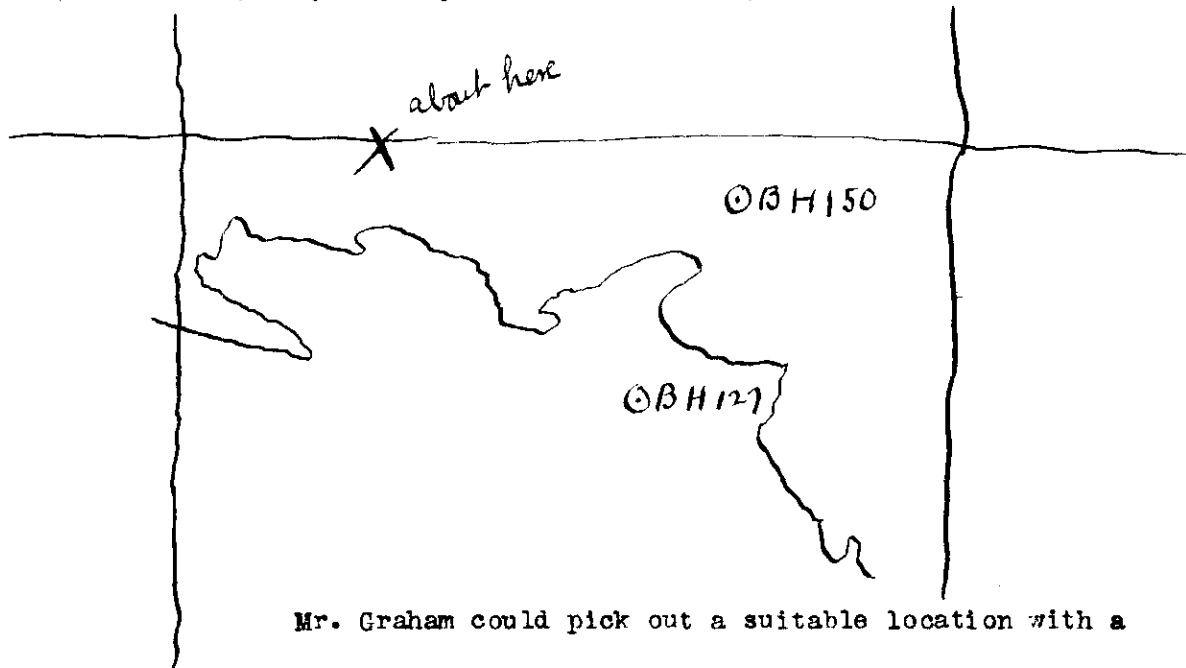 about here
X
⊙BH150
⊙BH127
Mr. Graham could pick out a suitable location with a